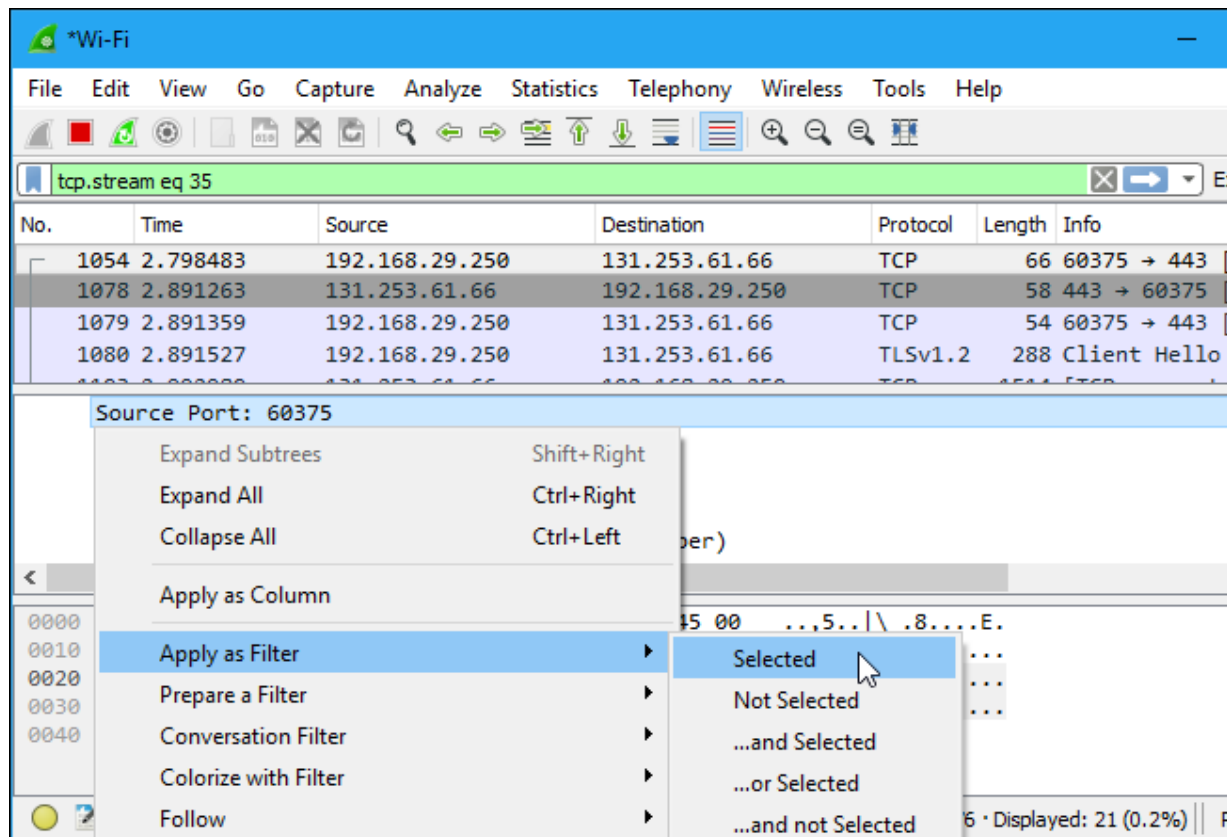 *Wi-Fi
File Edit View Go Capture Analyze Statistics Telephony Wireless Tools Help
tcp.stream eq 35
No. Time Source Destination Protocol Length Info
1054 2.798483 192.168.29.250 131.253.61.66 TCP 66 60375 → 443 [
1078 2.891263 131.253.61.66 192.168.29.250 TCP 58 443 → 60375 [
1079 2.891359 192.168.29.250 131.253.61.66 TCP 54 60375 → 443 [
1080 2.891527 192.168.29.250 131.253.61.66 TLSv1.2 288 Client Hello
Source Port: 60375
Expand Subtrees Shift+Right
Expand All Ctrl+Right
Collapse All Ctrl+Left
ber)
Apply as Column
0000 45 00 ..,5..|\ .8....E.
0010 Apply as Filter Selected ...
0020 Prepare a Filter Not Selected ...
0030 ...
0040 Conversation Filter ...and Selected
Colorize with Filter ...or Selected
Follow ...and not Selected 6 · Displayed: 21 (0.2%)